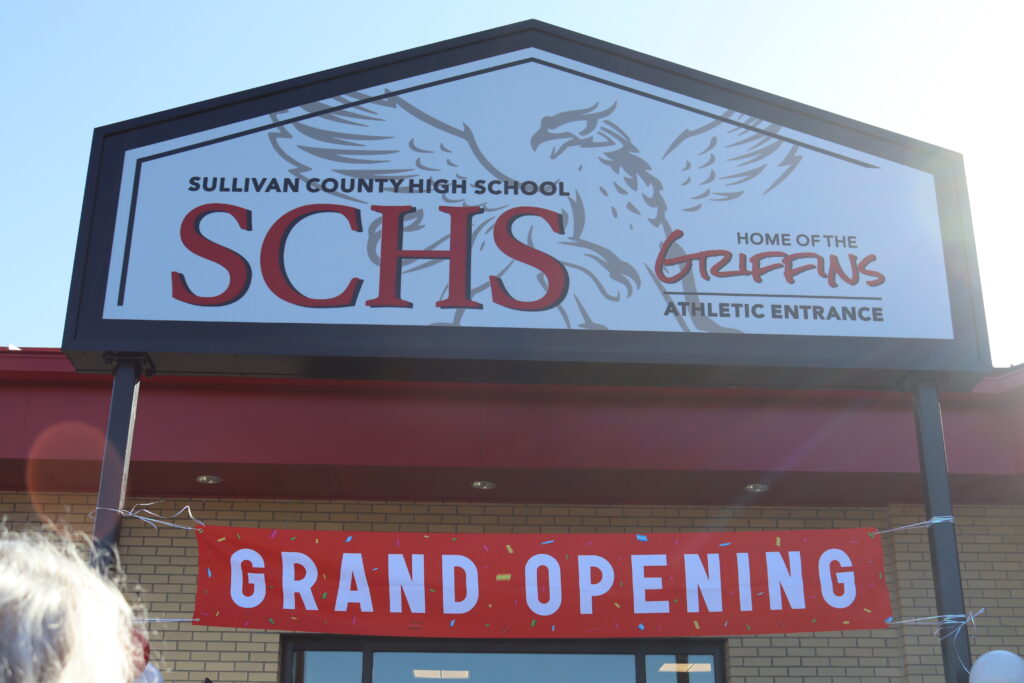 SULLIVAN COUNTY HIGH SCHOOL
SCHS
HOME OF THE
GRIFFINS
ATHLETIC ENTRANCE
GRAND OPENING